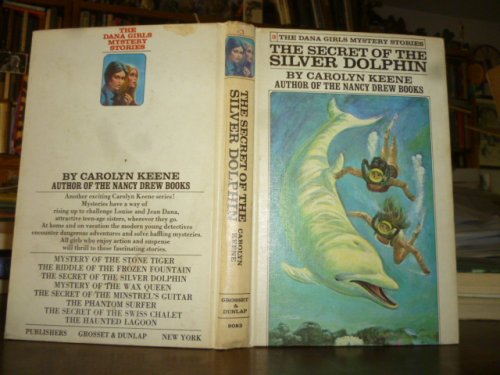 THE
DANA GIRLS
MYSTERY
STORIES
BY CAROLYN KEENE
AUTHOR OF THE NANCY DREW BOOKS
Another exciting Carolyn Keene series!
Mysteries have a way of
rising up to challenge Louise and Jean Dana,
attractive teen-age sisters, wherever they go.
At home and on vacation the modern young detectives
encounter dangerous adventures and solve baffling mysteries.
All girls who enjoy action and suspense
will thrill to these fascinating stories.
MYSTERY OF THE STONE TIGER
THE RIDDLE OF THE FROZEN FOUNTAIN
THE SECRET OF THE SILVER DOLPHIN
MYSTERY OF THE WAX QUEEN
THE SECRET OF THE MINSTREL'S GUITAR
THE PHANTOM SURFER
THE SECRET OF THE SWISS CHALET
THE HAUNTED LAGOON
PUBLISHERS GROSSET & DUNLAP NEW YORK
3
THE SECRET OF THE
SILVER DOLPHIN
CAROLYN
KEENE
GROSSET
& DUNLAP
9083
3 THE DANA GIRLS MYSTERY STORIES
THE SECRET OF THE
SILVER DOLPHIN
BY CAROLYN KEENE
AUTHOR OF THE NANCY DREW BOOKS